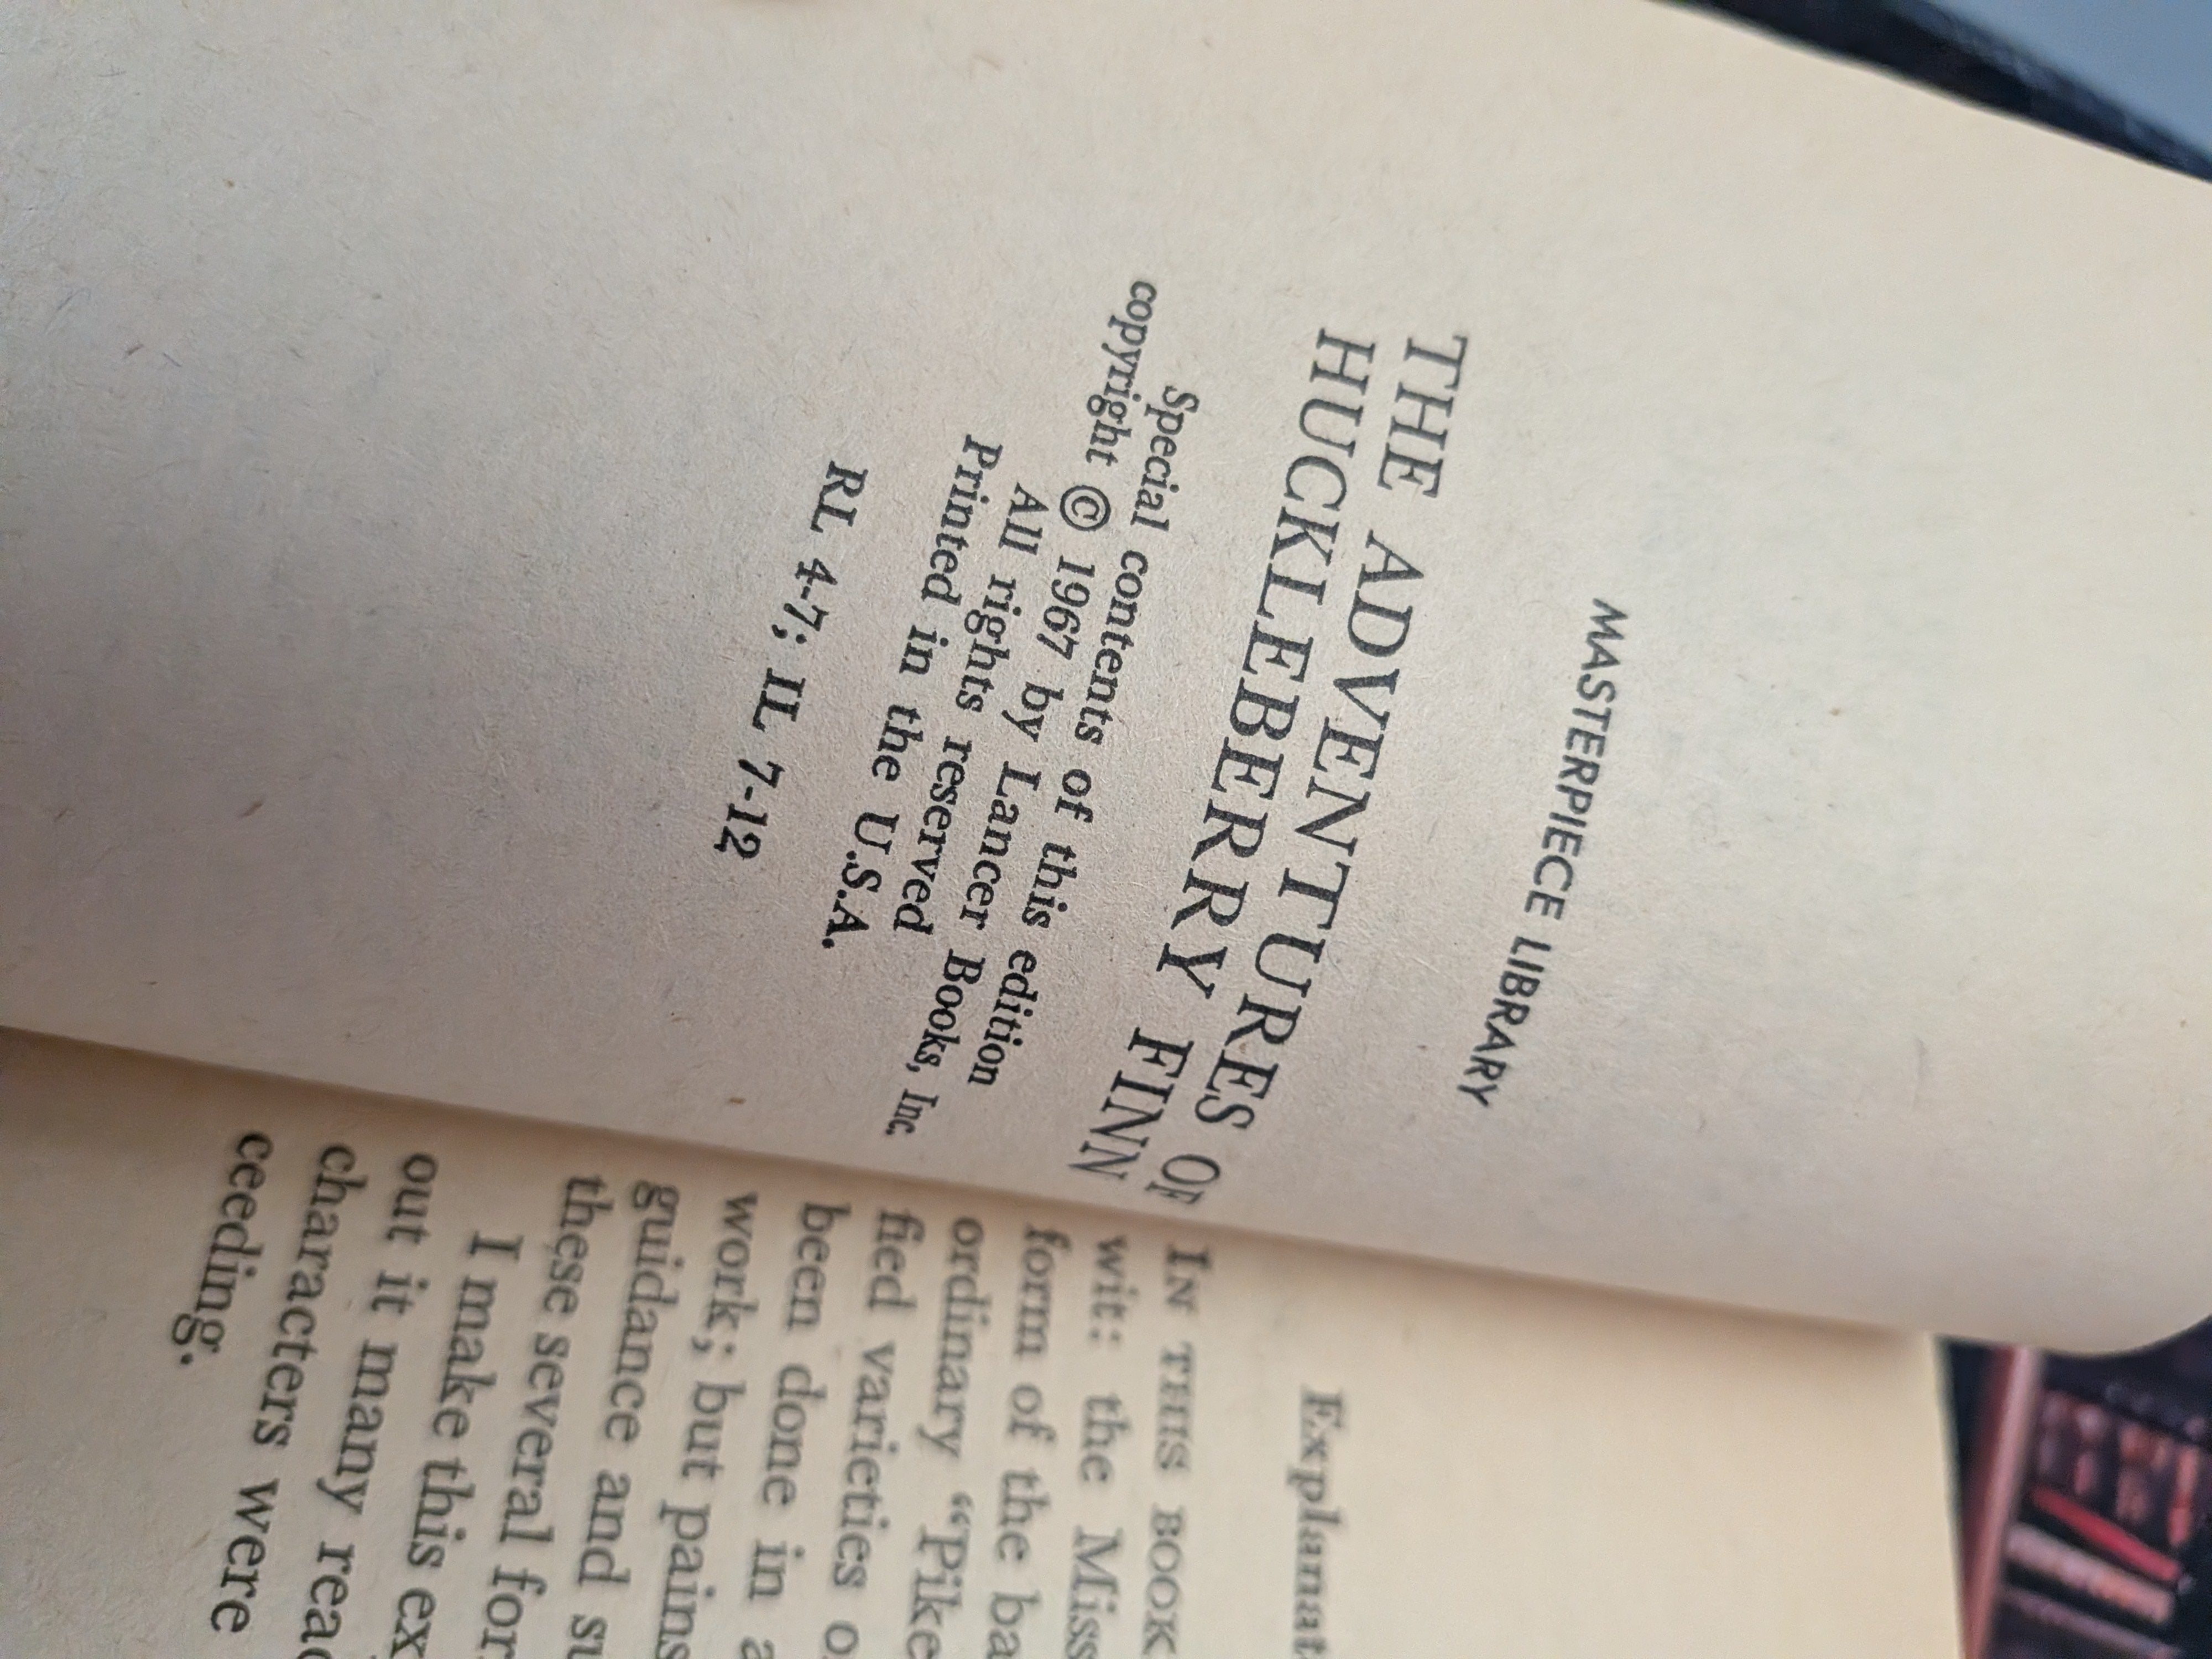 MASTERPIECE LIBRARY
THE ADVENTURES OF
HUCKLEBERRY FINN
Special contents of this edition
copyright © 1967 by Lancer Books, Inc.
All rights reserved
Printed in the U.S.A.
RL 4-7; IL 7-12
IN THIS BOOK
wit: the
form of the
ordinary "Pike
fied varieties
been done in
work; but
guidance and
these several
I make this
out it many
characters were
ceeding.